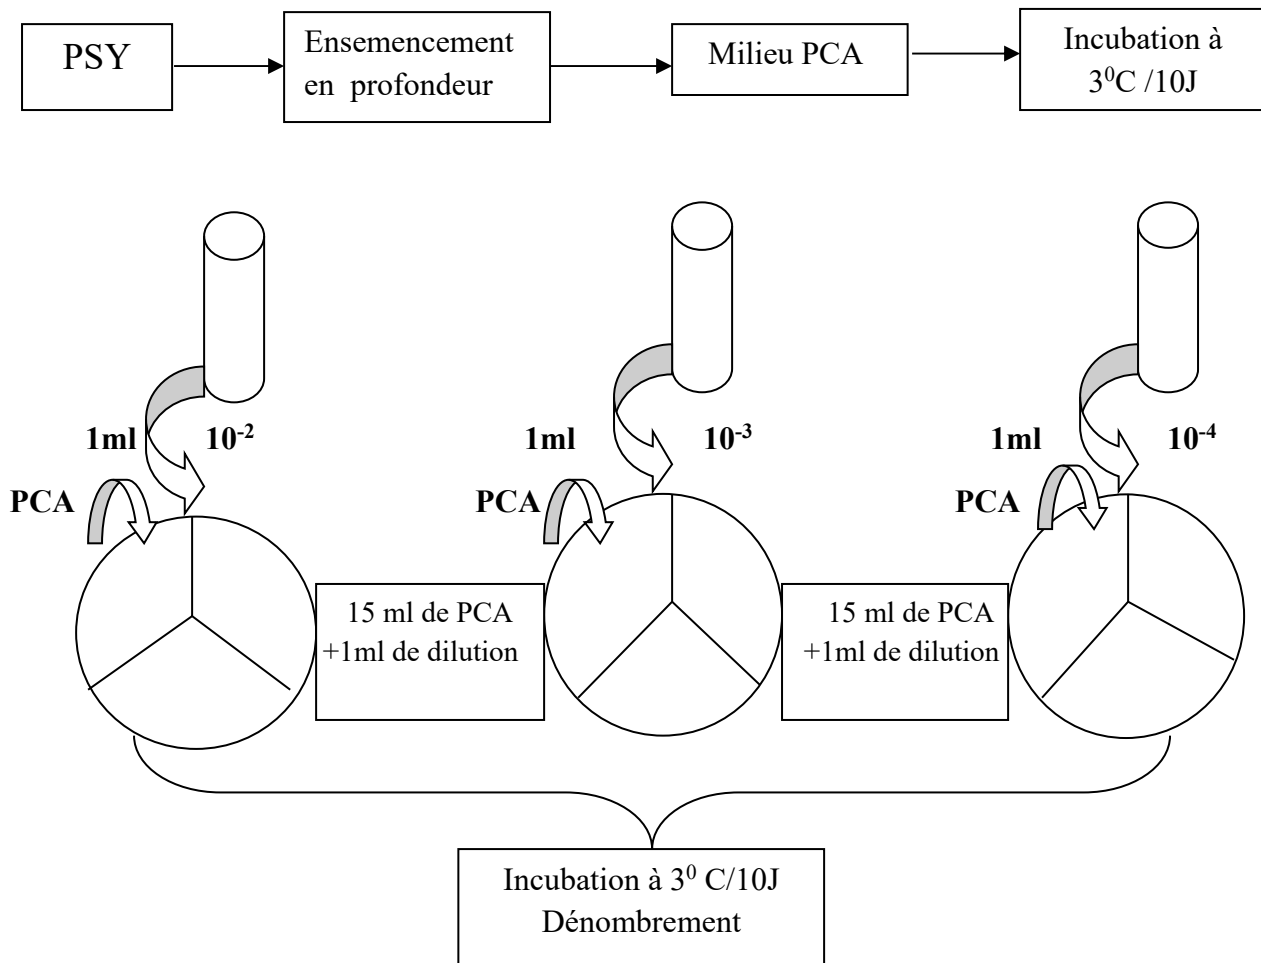 PSY
Ensemencement
en profondeur
Milieu PCA
Incubation à
3⁰C /10J
1ml
10⁻²
PCA
1ml
10⁻³
PCA
1ml
10⁻⁴
PCA
15 ml de PCA
+1ml de dilution
15 ml de PCA
+1ml de dilution
Incubation à 3⁰ C/10J
Dénombrement